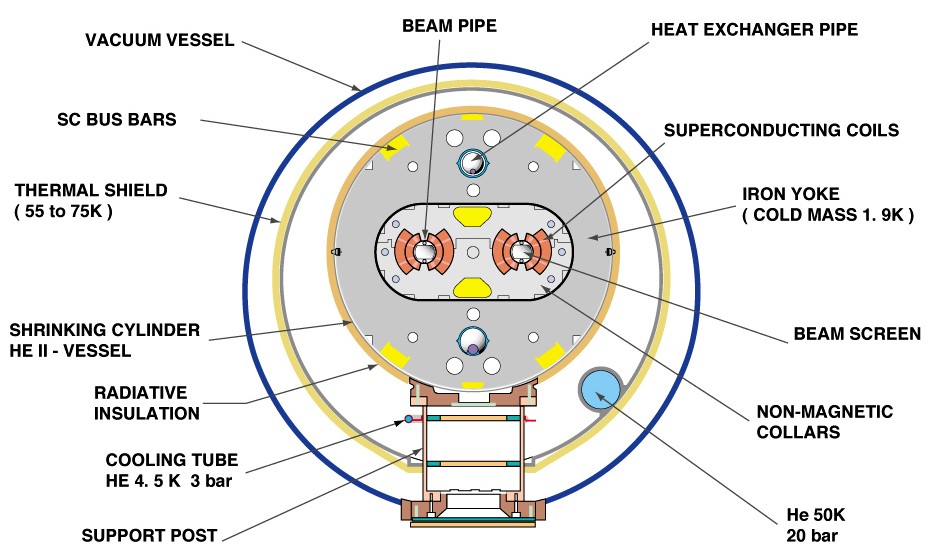 BEAM PIPE
HEAT EXCHANGER PIPE
VACUUM VESSEL
SC BUS BARS
SUPERCONDUCTING COILS
THERMAL SHIELD
( 55 to 75K )
IRON YOKE
( COLD MASS 1. 9K )
SHRINKING CYLINDER
HE II - VESSEL
BEAM SCREEN
RADIATIVE
INSULATION
NON-MAGNETIC
COLLARS
COOLING TUBE
HE 4. 5 K 3 bar
SUPPORT POST
He 50K
20 bar